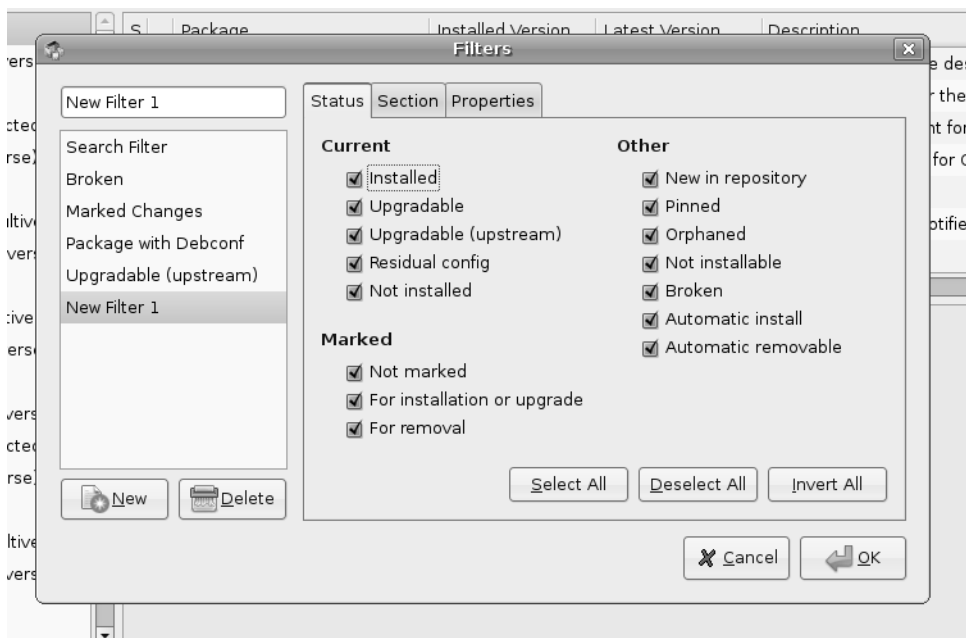 S Package Installed Version Latest Version Description
Filters
New Filter 1
Search Filter
Broken
Marked Changes
Package with Debconf
Upgradable (upstream)
New Filter 1
New
Delete
Status Section Properties
Current
Installed
Upgradable
Upgradable (upstream)
Residual config
Not installed
Marked
Not marked
For installation or upgrade
For removal
Other
New in repository
Pinned
Orphaned
Not installable
Broken
Automatic install
Automatic removable
Select All Deselect All Invert All
Cancel OK
the
for